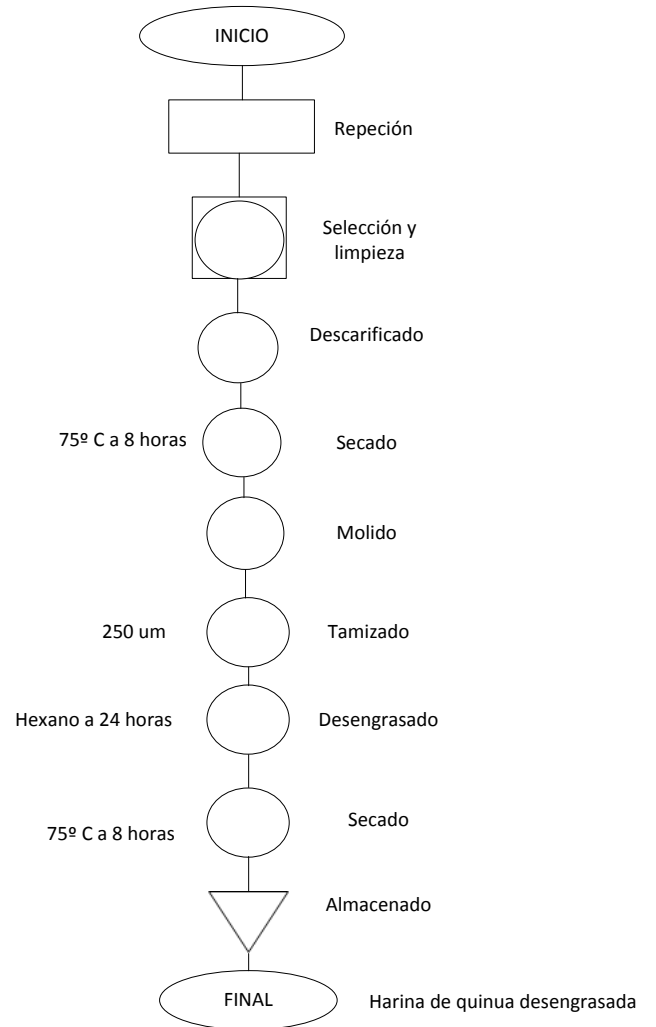 INICIO
Repeción
Selección y
limpieza
Descarificado
75º C a 8 horas
Secado
Molido
250 um
Tamizado
Hexano a 24 horas
Desengrasado
75º C a 8 horas
Secado
Almacenado
FINAL
Harina de quinua desengrasada